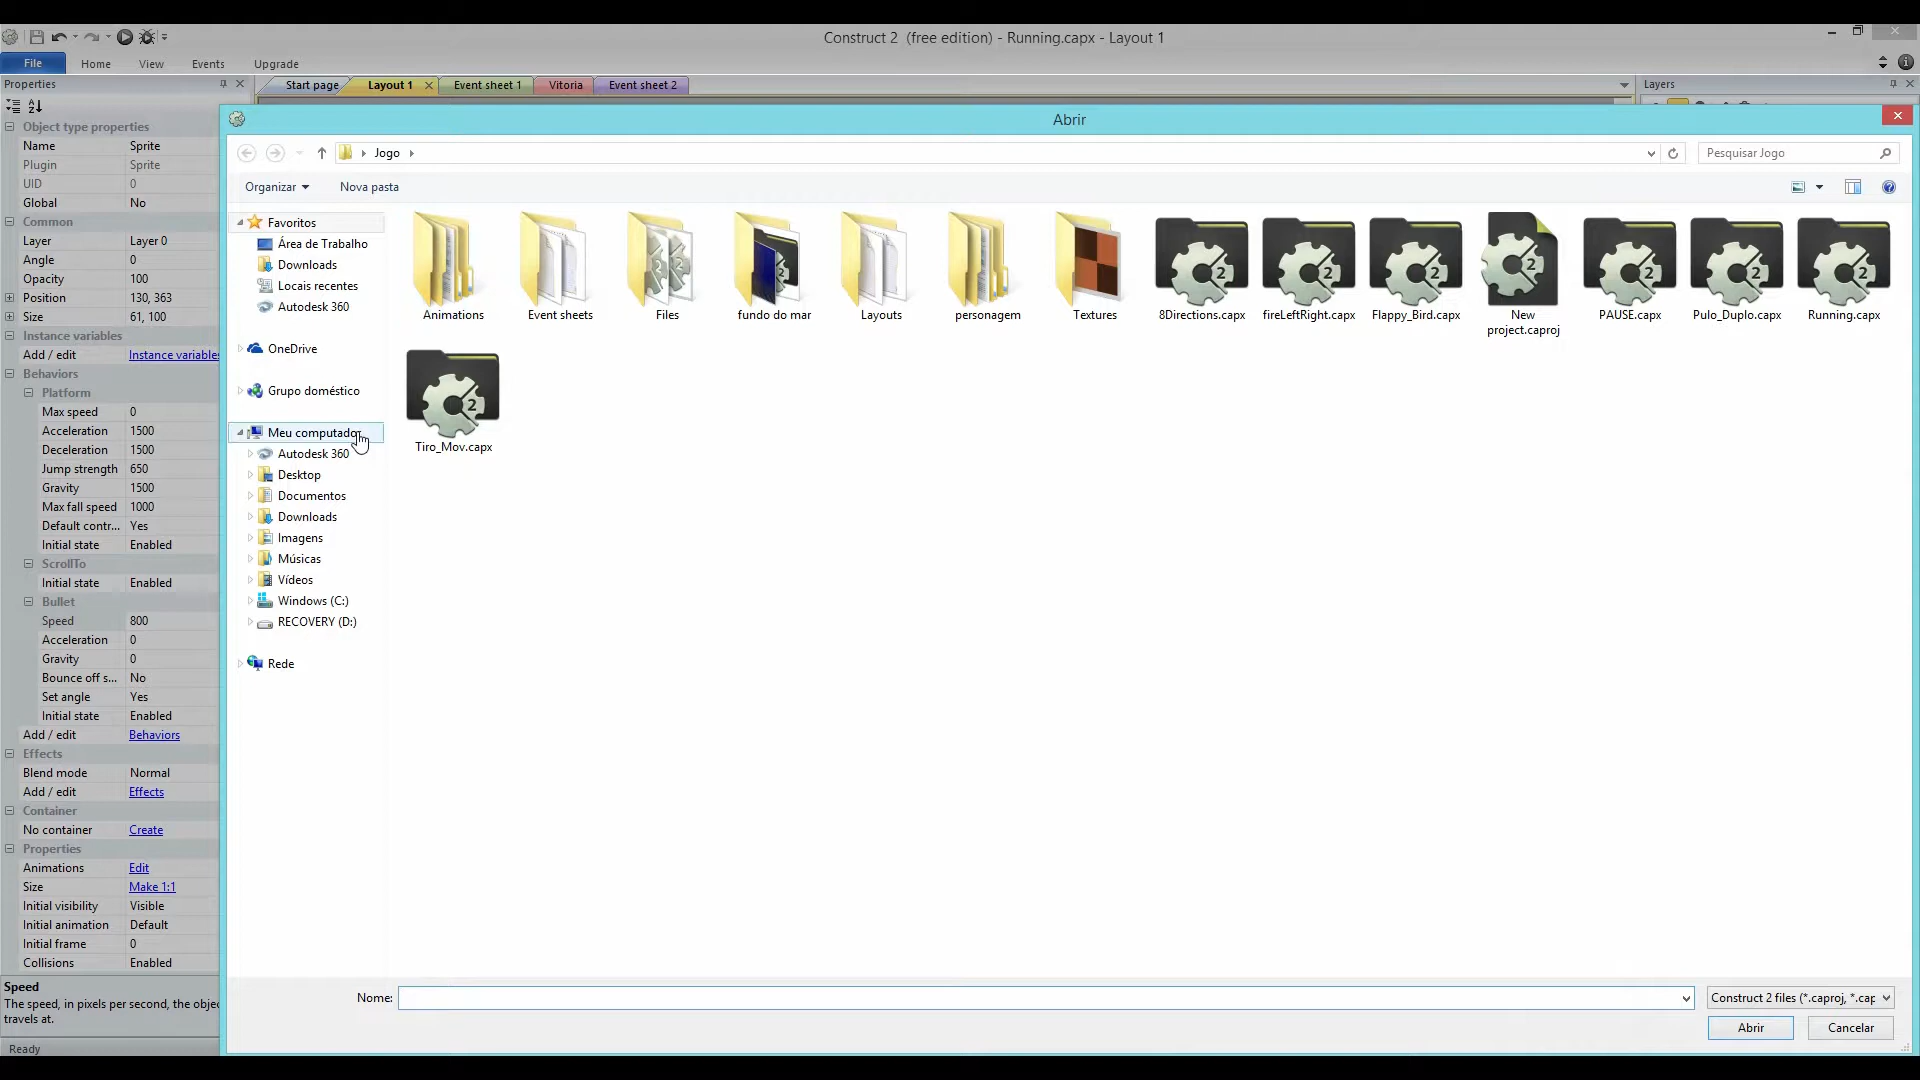 Construct 2 (free edition) - Running.capx - Layout 1
File Home View Events Upgrade
Properties
Start page Layout 1 Event sheet 1 Vitoria Event sheet 2
Layers
Object type properties
Name Sprite
Plugin Sprite
UID 0
Global No
Common
Layer Layer 0
Angle 0
Opacity 100
Position 130, 363
Size 61, 100
Instance variables
Add / edit Instance variables
Behaviors
Platform
Max speed 0
Acceleration 1500
Deceleration 1500
Jump strength 650
Gravity 1500
Max fall speed 1000
Default contr... Yes
Initial state Enabled
ScrollTo
Initial state Enabled
Bullet
Speed 800
Acceleration 0
Gravity 0
Bounce off s... No
Set angle Yes
Initial state Enabled
Add / edit Behaviors
Effects
Blend mode Normal
Add / edit Effects
Container
No container Create
Properties
Animations Edit
Size Make 1:1
Initial visibility Visible
Initial animation Default
Initial frame 0
Collisions Enabled
Speed
The speed, in pixels per second, the obje
travels at.
Ready
Abrir
Jogo
Pesquisar Jogo
Organizar Nova pasta
Favoritos
Área de Trabalho
Downloads
Locais recentes
Autodesk 360
OneDrive
Grupo doméstico
Meu computador
Autodesk 360
Desktop
Documentos
Downloads
Imagens
Músicas
Vídeos
Windows (C:)
RECOVERY (D:)
Rede
Animations
Event sheets
Files
fundo do mar
Layouts
personagem
Textures
8Directions.capx
fireLeftRight.capx
Flappy_Bird.capx
New
project.caproj
PAUSE.capx
Pulo_Duplo.capx
Running.capx
Tiro_Mov.capx
Nome:
Construct 2 files (*.caproj, *.cap
Abrir Cancelar